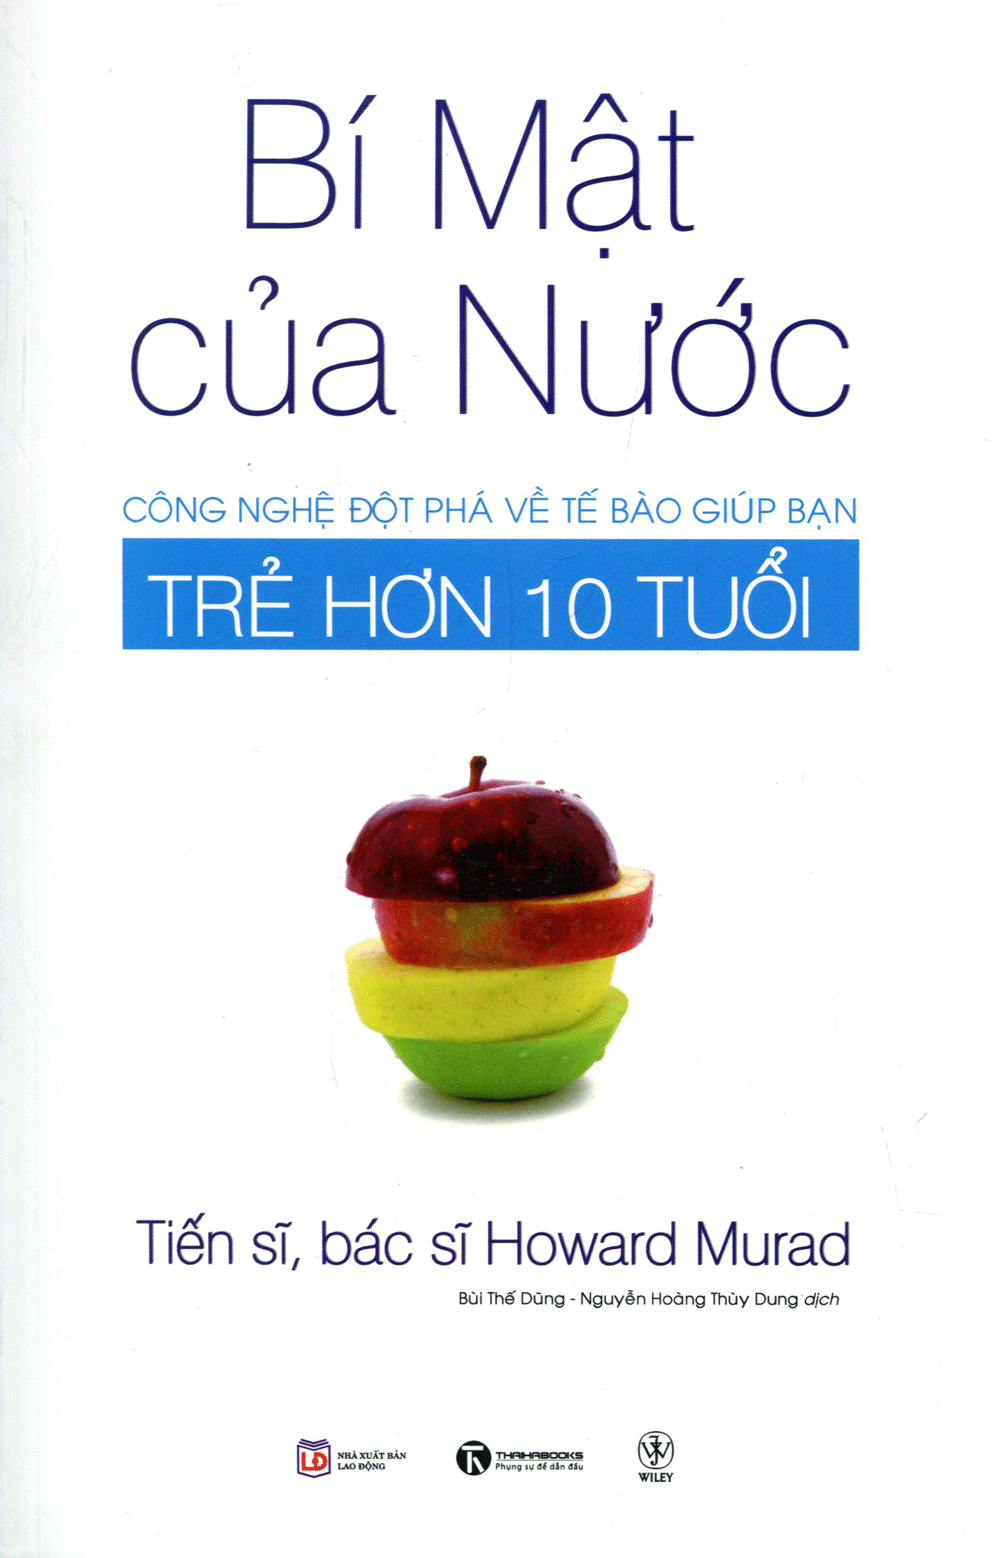 Bí Mật
của Nước
CÔNG NGHỆ ĐỘT PHÁ VỀ TẾ BÀO GIÚP BẠN
TRẺ HƠN 10 TUỔI
Tiến sĩ, bác sĩ Howard Murad
Bùi Thế Dũng - Nguyễn Hoàng Thùy Dung dịch
LĐ
NHÀ XUẤT BẢN
LAO ĐỘNG
THAIHABOOKS
Phụng sự để dẫn đầu
WILEY